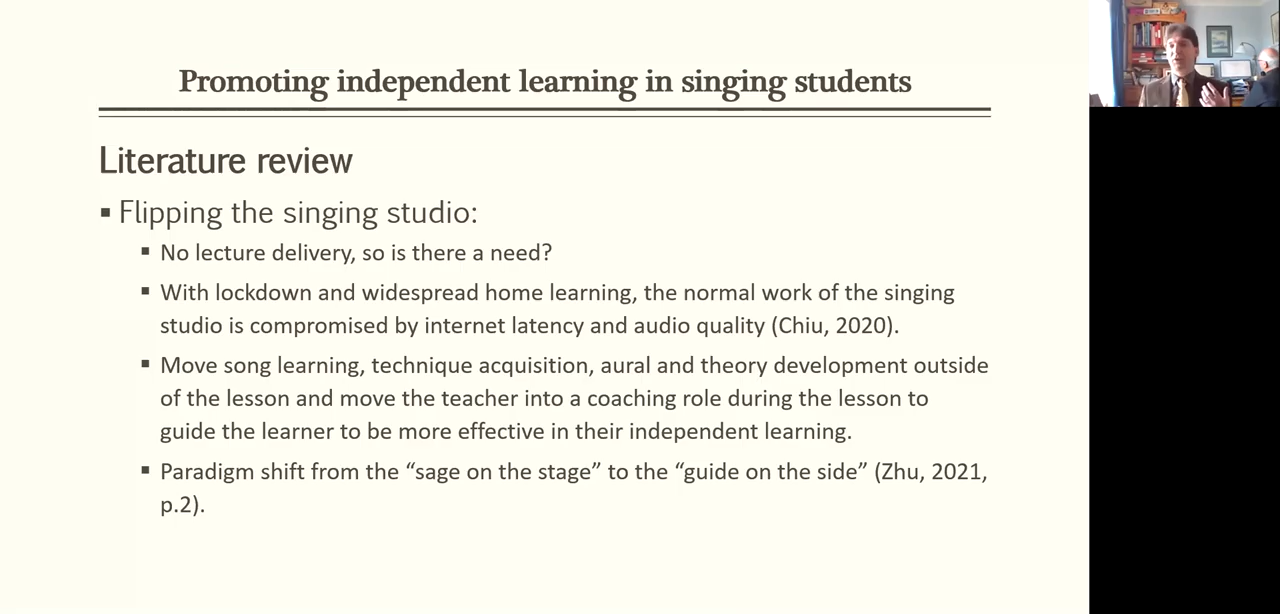 Promoting independent learning in singing students
Literature review
▪ Flipping the singing studio:
▪ No lecture delivery, so is there a need?
▪ With lockdown and widespread home learning, the normal work of the singing
studio is compromised by internet latency and audio quality (Chiu, 2020).
▪ Move song learning, technique acquisition, aural and theory development outside
of the lesson and move the teacher into a coaching role during the lesson to
guide the learner to be more effective in their independent learning.
▪ Paradigm shift from the “sage on the stage” to the “guide on the side” (Zhu, 2021,
p.2).